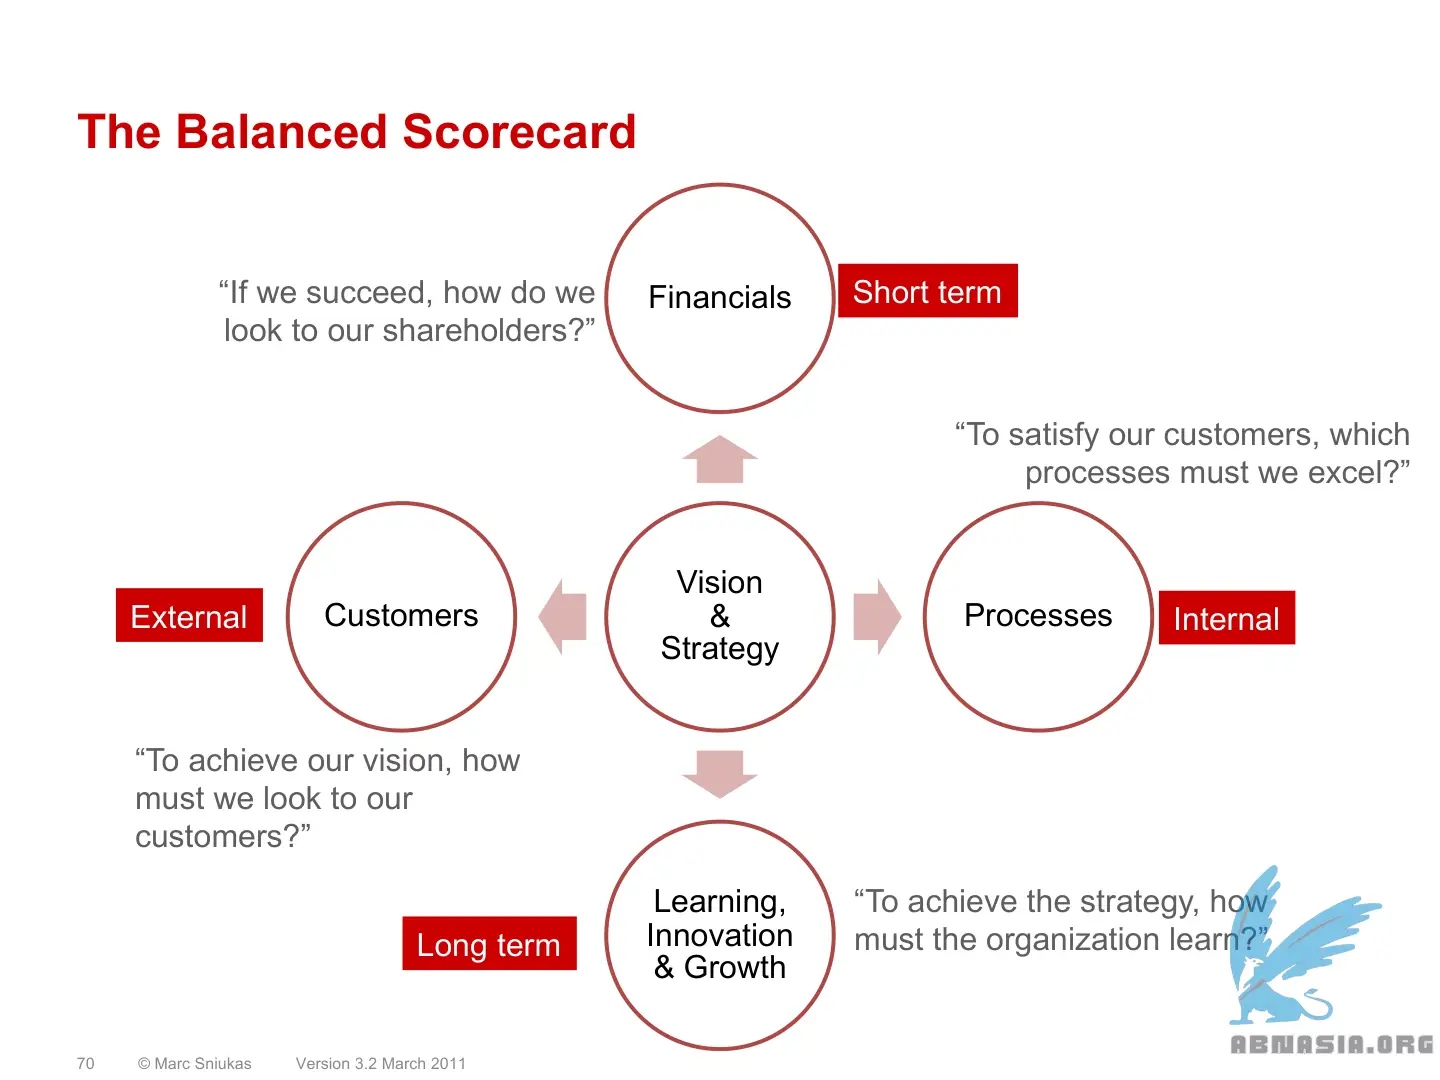 The Balanced Scorecard
Financials
Short term
“If we succeed, how do we
look to our shareholders?”
“To satisfy our customers, which
processes must we excel?”
External
Customers
Vision
&
Strategy
Processes
Internal
“To achieve our vision, how
must we look to our
customers?”
Long term
Learning,
Innovation
& Growth
“To achieve the strategy, how
must the organization learn?”
70 © Marc Sniukas Version 3.2 March 2011
ABNASIA.ORG